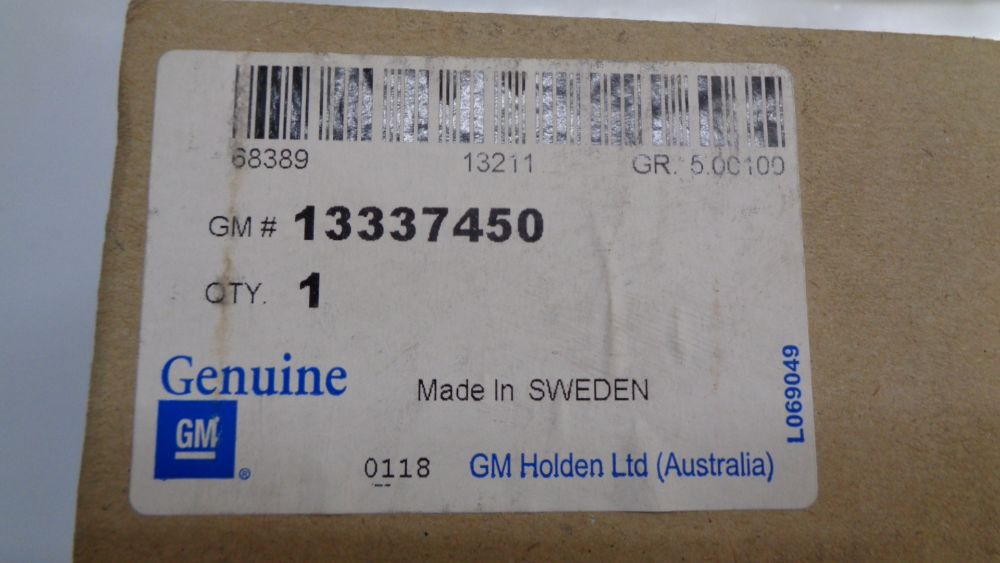 68389 13211 GR. 5.00100
GM # 13337450
QTY. 1
Genuine
GM
®
Made In SWEDEN
L069049
0118
GM Holden Ltd (Australia)